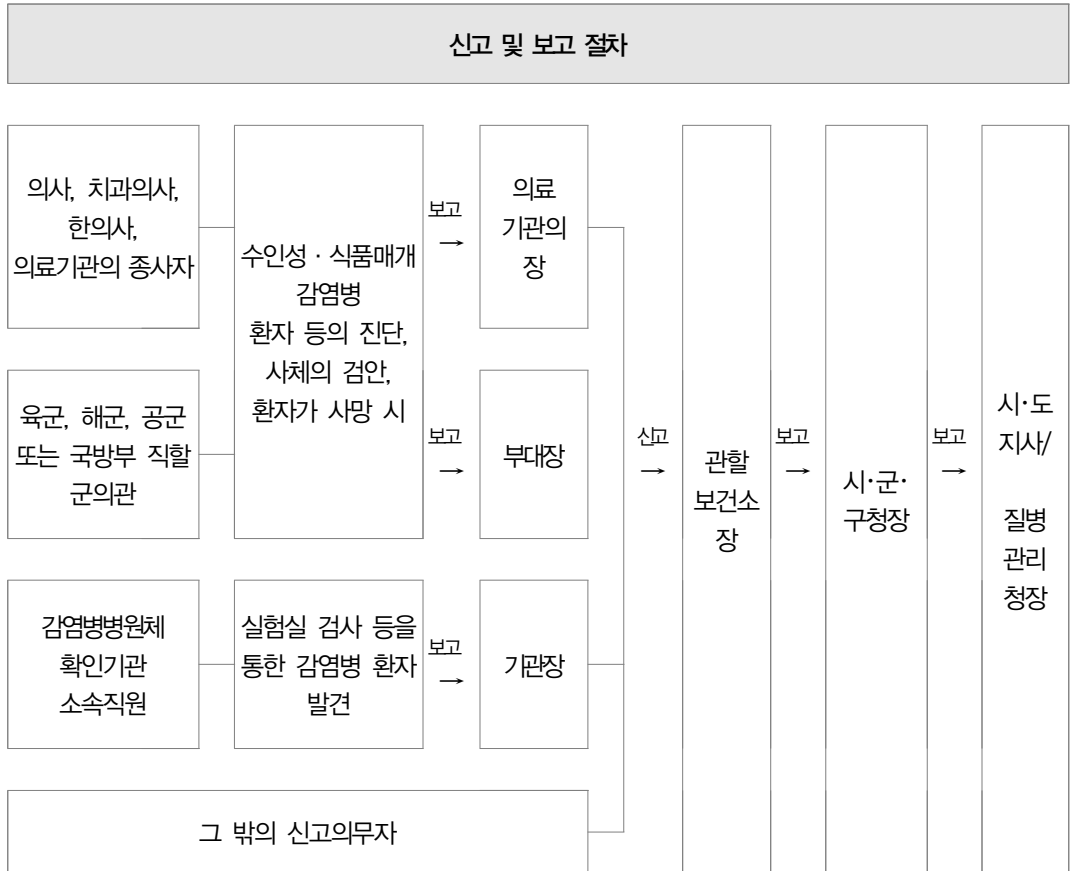 신고 및 보고 절차
의사, 치과의사,
한의사,
의료기관의 종사자
수인성·식품매개
감염병
환자 등의 진단,
사체의 검안,
환자가 사망 시
보고
→
의료
기관의
장
육군, 해군, 공군
또는 국방부 직할
군의관
보고
→
부대장
감염병병원체
확인기관
소속직원
실험실 검사 등을
통한 감염병 환자
발견
보고
→
기관장
그 밖의 신고의무자
신고
→
관할
보건소
장
보고
→
시·군·
구청장
보고
→
시·도
지사/
질병
관리
청장